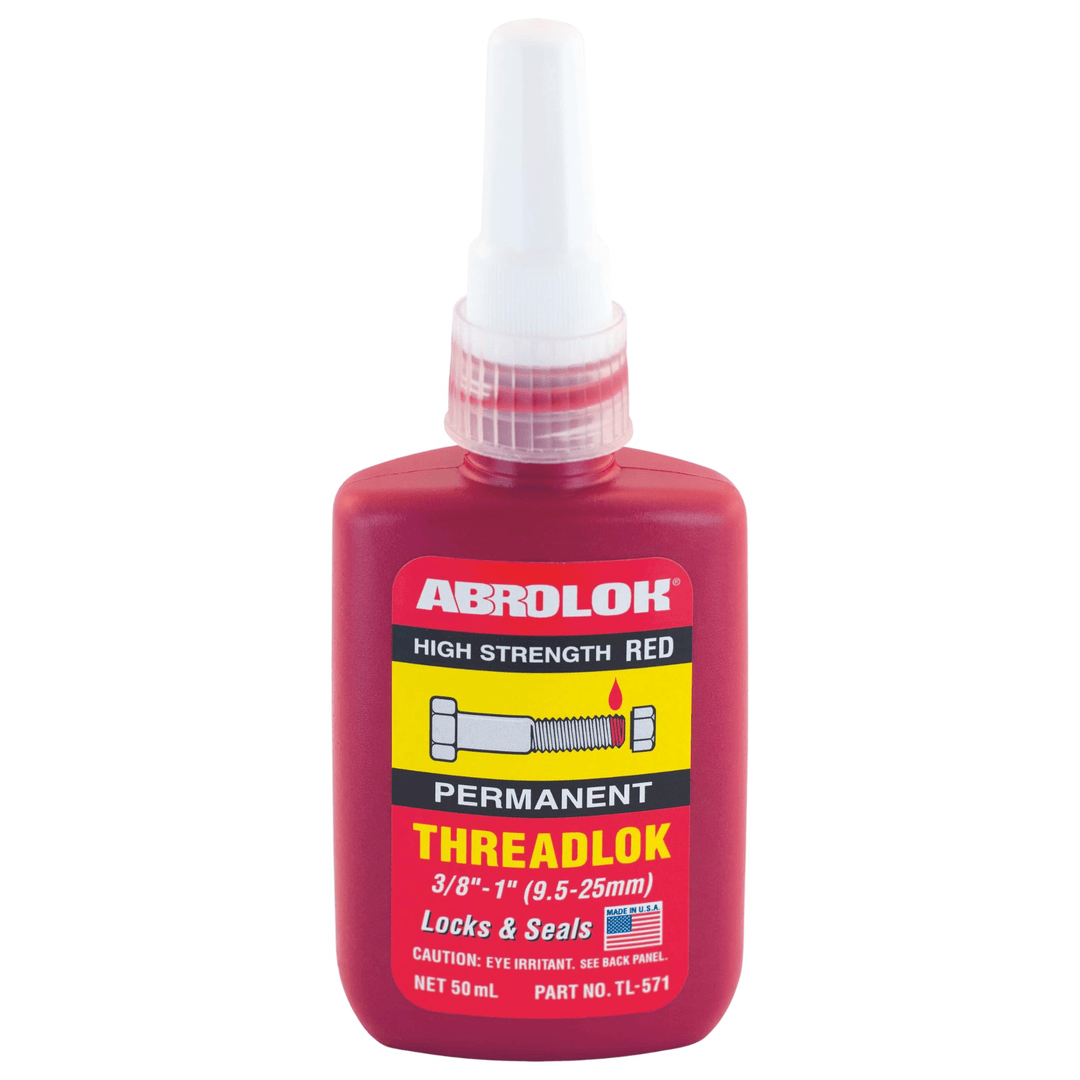 ABROLOK®
HIGH STRENGTH RED
PERMANENT
THREADLOK
3/8"-1" (9.5-25mm)
MADE IN U.S.A.
Locks & Seals
CAUTION: EYE IRRITANT. SEE BACK PANEL.
NET 50 mL PART NO. TL-571